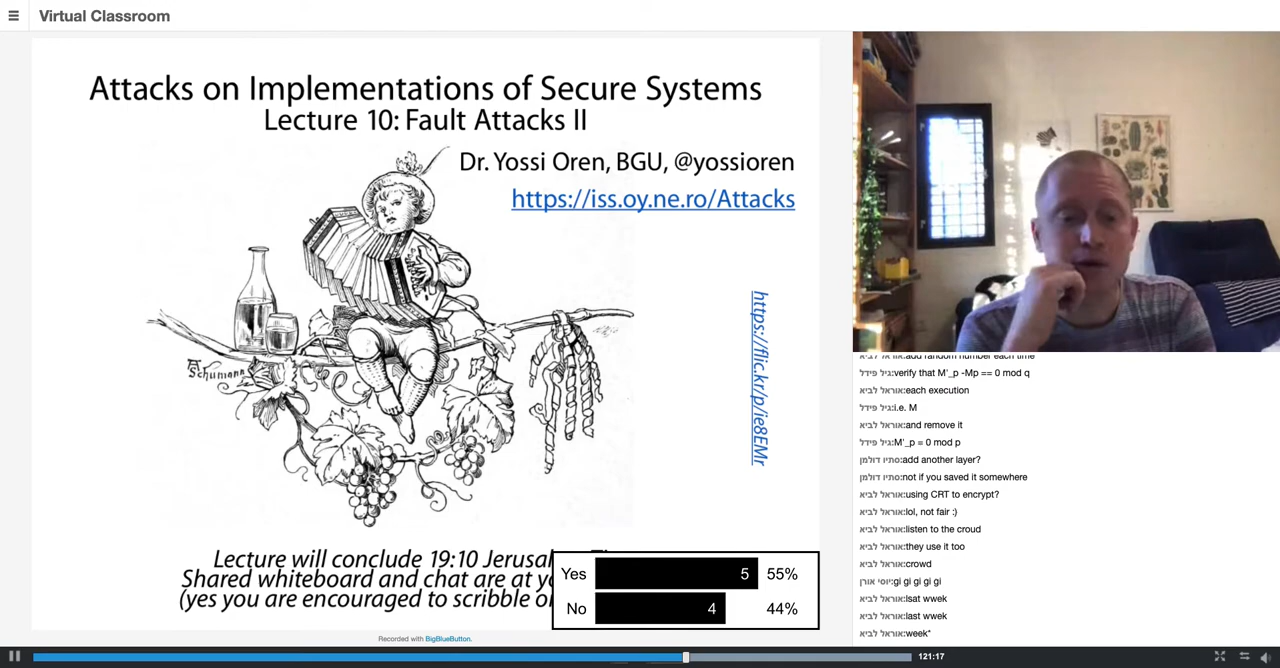 Virtual Classroom
Attacks on Implementations of Secure Systems
Lecture 10: Fault Attacks II
Dr. Yossi Oren, BGU, @yossioren
https://iss.oy.ne.ro/Attacks
https://flic.kr/p/ie8EMr
Schumann
Lecture will conclude 19:10
Shared whiteboard and chat are at
(yes you are encouraged to scribble
Yes 5 55%
No 4 44%
Recorded with BigBlueButton.
אוראל לביא:add random number each time
גיל פידל:verify that M'_p -Mp == 0 mod q
אוראל לביא:each execution
גיל פידל:i.e. M
אוראל לביא:and remove it
גיל פידל:M'_p = 0 mod p
סתיו דולמן:add another layer?
סתיו דולמן:not if you saved it somewhere
אוראל לביא:using CRT to encrypt?
אוראל לביא:lol, not fair :)
אוראל לביא:listen to the croud
אוראל לביא:they use it too
אוראל לביא:crowd
יוסי אורן:gi gi gi gi gi
אוראל לביא:lsat wwek
אוראל לביא:last wwek
אוראל לביא:week*
121:17